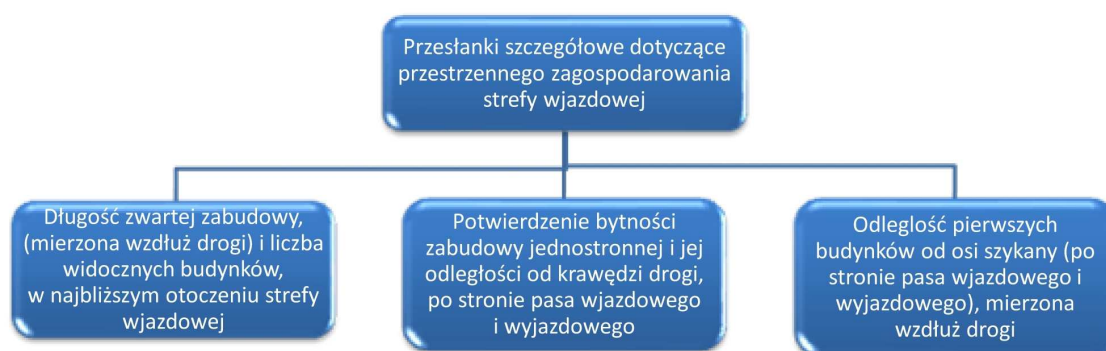 Przesłanki szczegółowe dotyczące
przestrzennego zagospodarowania
strefy wjazdowej
Długość zwartej zabudowy,
(mierzona wzdłuż drogi) i liczba
widocznych budynków,
w najbliższym otoczeniu strefy
wjazdowej
Potwierdzenie bytności
zabudowy jednostronnej i jej
odległości od krawędzi drogi,
po stronie pasa wjazdowego
i wyjazdowego
Odleglość pierwszych
budynków od osi szykany (po
stronie pasa wjazdowego i
wyjazdowego), mierzona
wzdłuż drogi